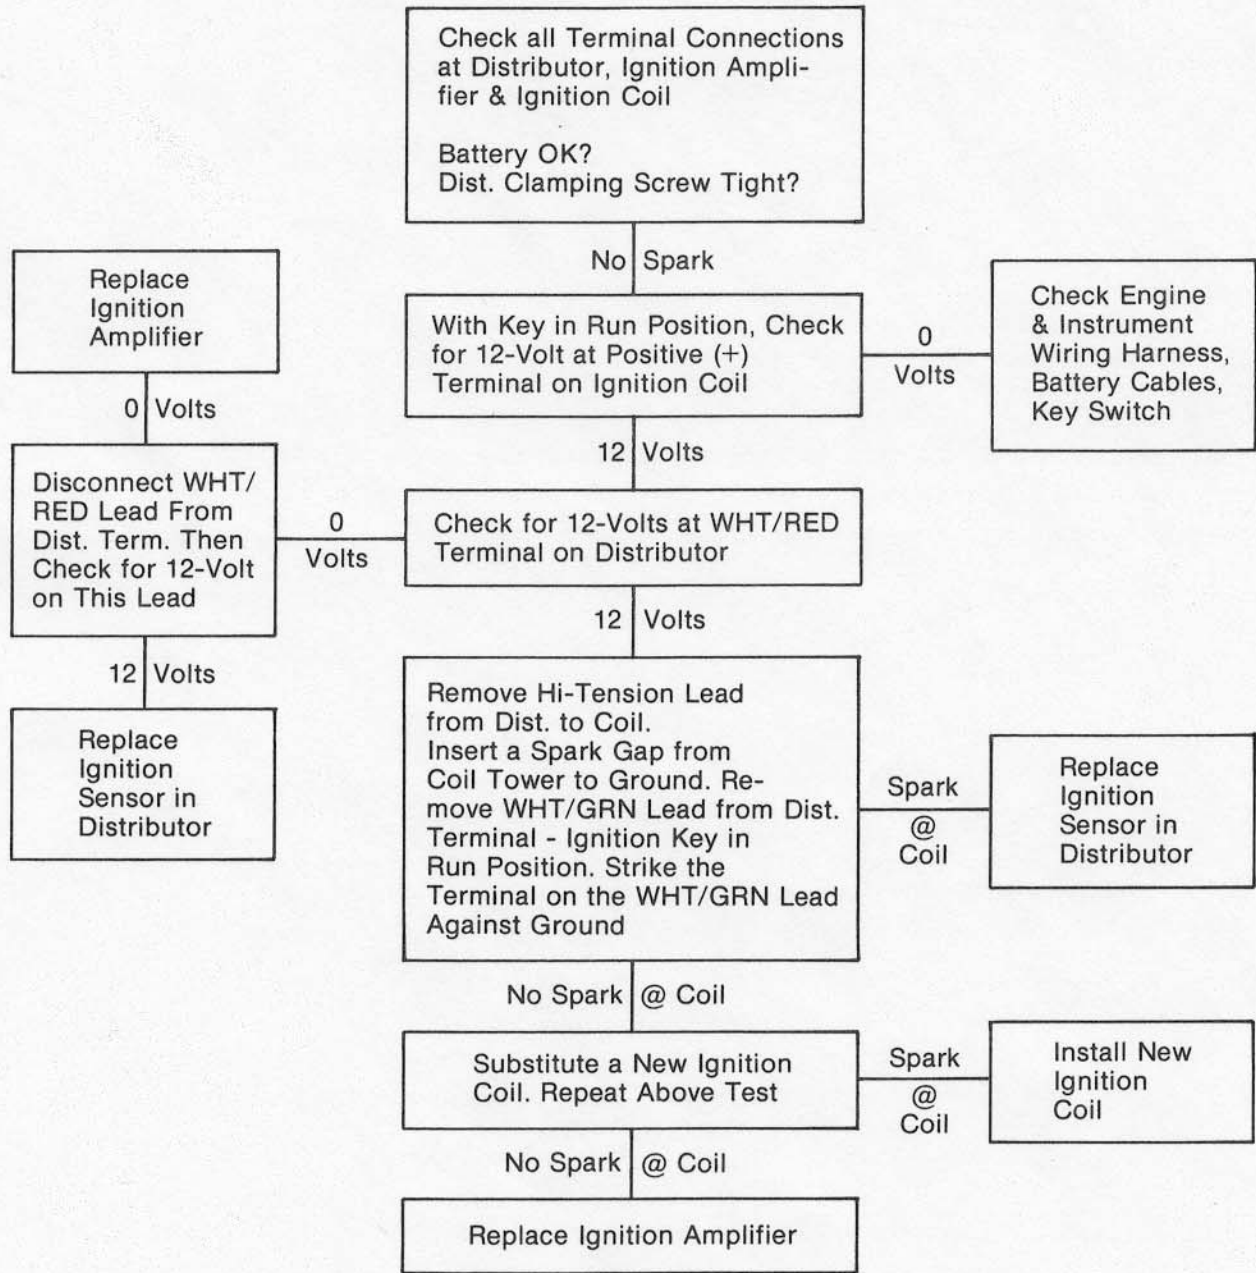 Check all Terminal Connections
at Distributor, Ignition Ampli-
fier & Ignition Coil
Battery OK?
Dist. Clamping Screw Tight?
No Spark
Replace
Ignition
Amplifier
With Key in Run Position, Check
for 12-Volt at Positive (+)
Terminal on Ignition Coil
0
Volts
Check Engine
& Instrument
Wiring Harness,
Battery Cables,
Key Switch
0 Volts
12 Volts
Disconnect WHT/
RED Lead From
Dist. Term. Then
Check for 12-Volt
on This Lead
0
Volts
Check for 12-Volts at WHT/RED
Terminal on Distributor
12 Volts
12 Volts
Replace
Ignition
Sensor in
Distributor
Remove Hi-Tension Lead
from Dist. to Coil.
Insert a Spark Gap from
Coil Tower to Ground. Re-
move WHT/GRN Lead from Dist.
Terminal - Ignition Key in
Run Position. Strike the
Terminal on the WHT/GRN Lead
Against Ground
Spark
@
Coil
Replace
Ignition
Sensor in
Distributor
No Spark @ Coil
Substitute a New Ignition
Coil. Repeat Above Test
Spark
@
Coil
Install New
Ignition
Coil
No Spark @ Coil
Replace Ignition Amplifier